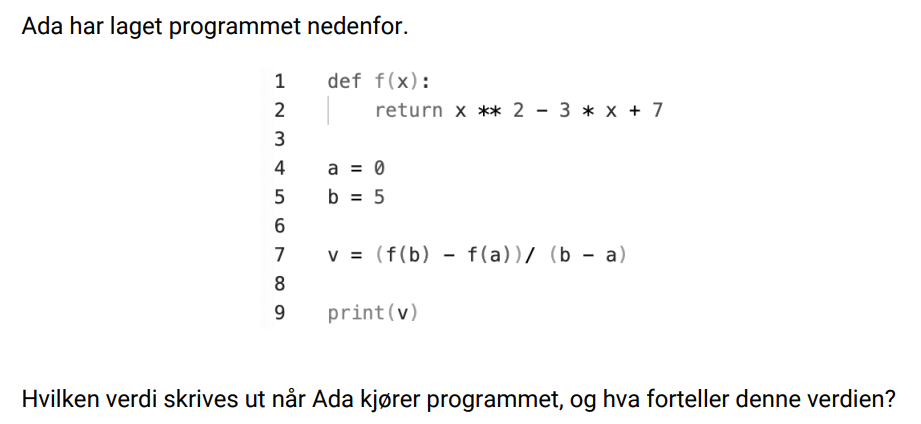 Ada har laget programmet nedenfor.
1 def f(x):
2     return x ** 2 - 3 * x + 7
3
4 a = 0
5 b = 5
6
7 v = (f(b) - f(a))/ (b - a)
8
9 print(v)
Hvilken verdi skrives ut når Ada kjører programmet, og hva forteller denne verdien?